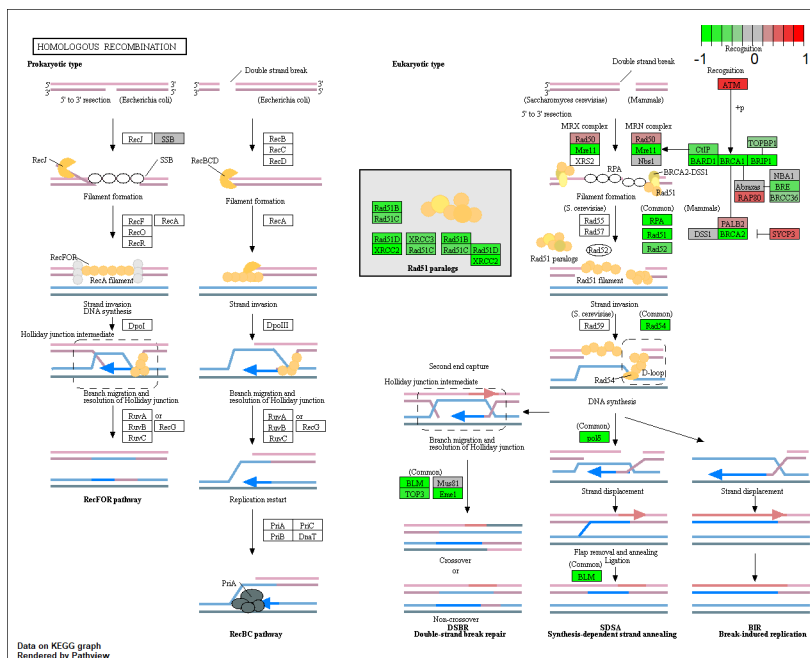 HOMOLOGOUS RECOMBINATION
Prokaryotic type
Double strand break
5' 3'
3' 5'
5' 3'
3' 5'
5' to 3' resection (Escherichia coli)
(Escherichia coli)
RecJ SSB
RecJ
SSB
Filament formation
RecF RecA
RecO
RecR
RecFOR
RecA filament
Strand invasion
DNA synthesis
DpoI
Holliday junction intermediate
Branch migration and
resolution of Holliday junction
RuvA or
RuvB RecG
RuvC
RecFOR pathway
RecB
RecC
RecD
RecBCD
Filament formation
RecA
Strand invasion
DpoIII
Branch migration and
resolution of Holliday junction
RuvA or
RuvB RecG
RuvC
Replication restart
PriA PriC
PriB DnaT
PriA
RecBC pathway
Eukaryotic type
Double strand break
5' 3'
3' 5'
(Saccharomyces cerevisiae) (Mammals)
5' to 3' resection
MRX complex MRN complex
Rad50 Rad50
Mre11 Mre11
XRS2 Nbs1
RPA
BRCA2-DSS1
Rad51
Filament formation
(S. cerevisiae) (Common) (Mammals)
Rad55 RPA
Rad57 Rad51
Rad52 Rad52
Rad51 paralogs
Rad51 filament
Strand invasion
(S. cerevisiae) (Common)
Rad59 Rad54
Rad54
D-loop
DNA synthesis
-1 0 1
Recognition
Recognition
ATM
+p
CtIP TOPBP1
BARD1 BRCA1 BRIP1
NBA1
Abraxas BRE
RAP80 BRCC36
PALB2
DSS1 BRCA2 SYCP3
Rad51B
Rad51C
Rad51D XRCC3 Rad51B
XRCC2 Rad51C Rad51C Rad51D
XRCC2
Rad51 paralogs
Second end capture
Holliday junction intermediate
Branch migration and
resolution of Holliday junction
(Common)
BLM Mus81
TOP3 Eme1
Crossover
or
Non-crossover
DSBR
Double-strand break repair
(Common)
polδ
Strand displacement
Flap removal and annealing
Ligation
(Common)
BLM
SDSA
Synthesis-dependent strand annealing
Strand displacement
BIR
Break-induced replication
Data on KEGG graph
Rendered by Pathview